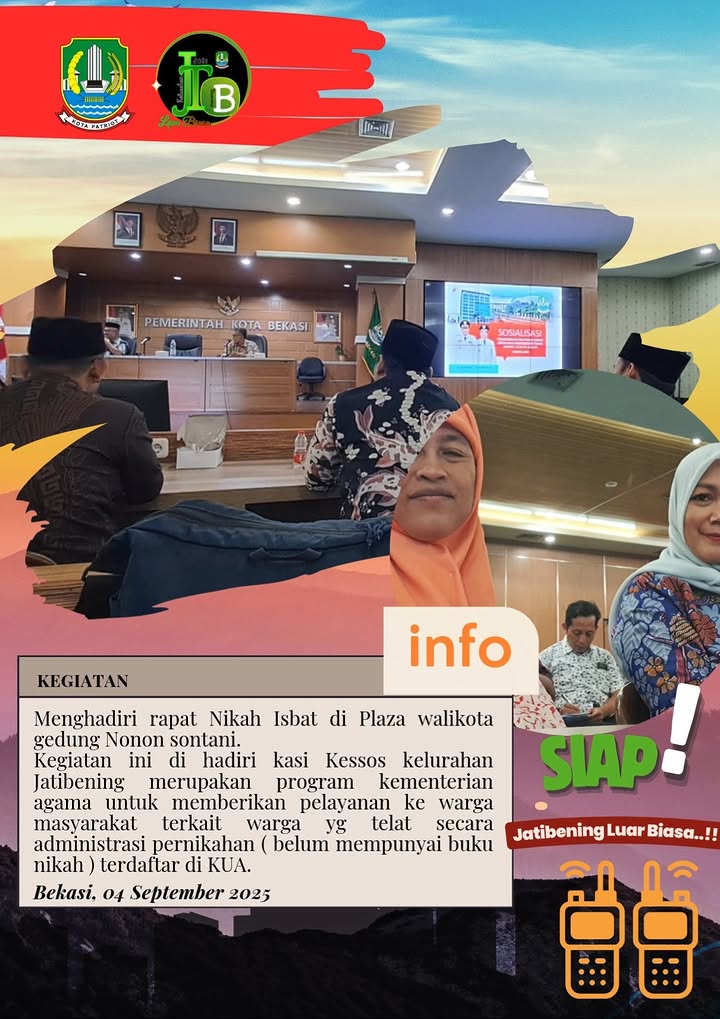 KOTA PATRIOT
JTB
Luar Biasa
PEMERINTAH KOTA BEKASI
SOSIALISASI
info
KEGIATAN
Menghadiri rapat Nikah Isbat di Plaza walikota
gedung Nonon sontani.
Kegiatan ini di hadiri kasi Kessos kelurahan
Jatibening merupakan program kementerian
agama untuk memberikan pelayanan ke warga
masyarakat terkait warga yg telat secara
administrasi pernikahan ( belum mempunyai buku
nikah ) terdaftar di KUA.
Bekasi, 04 September 2025
SIAP!
Jatibening Luar Biasa..!!